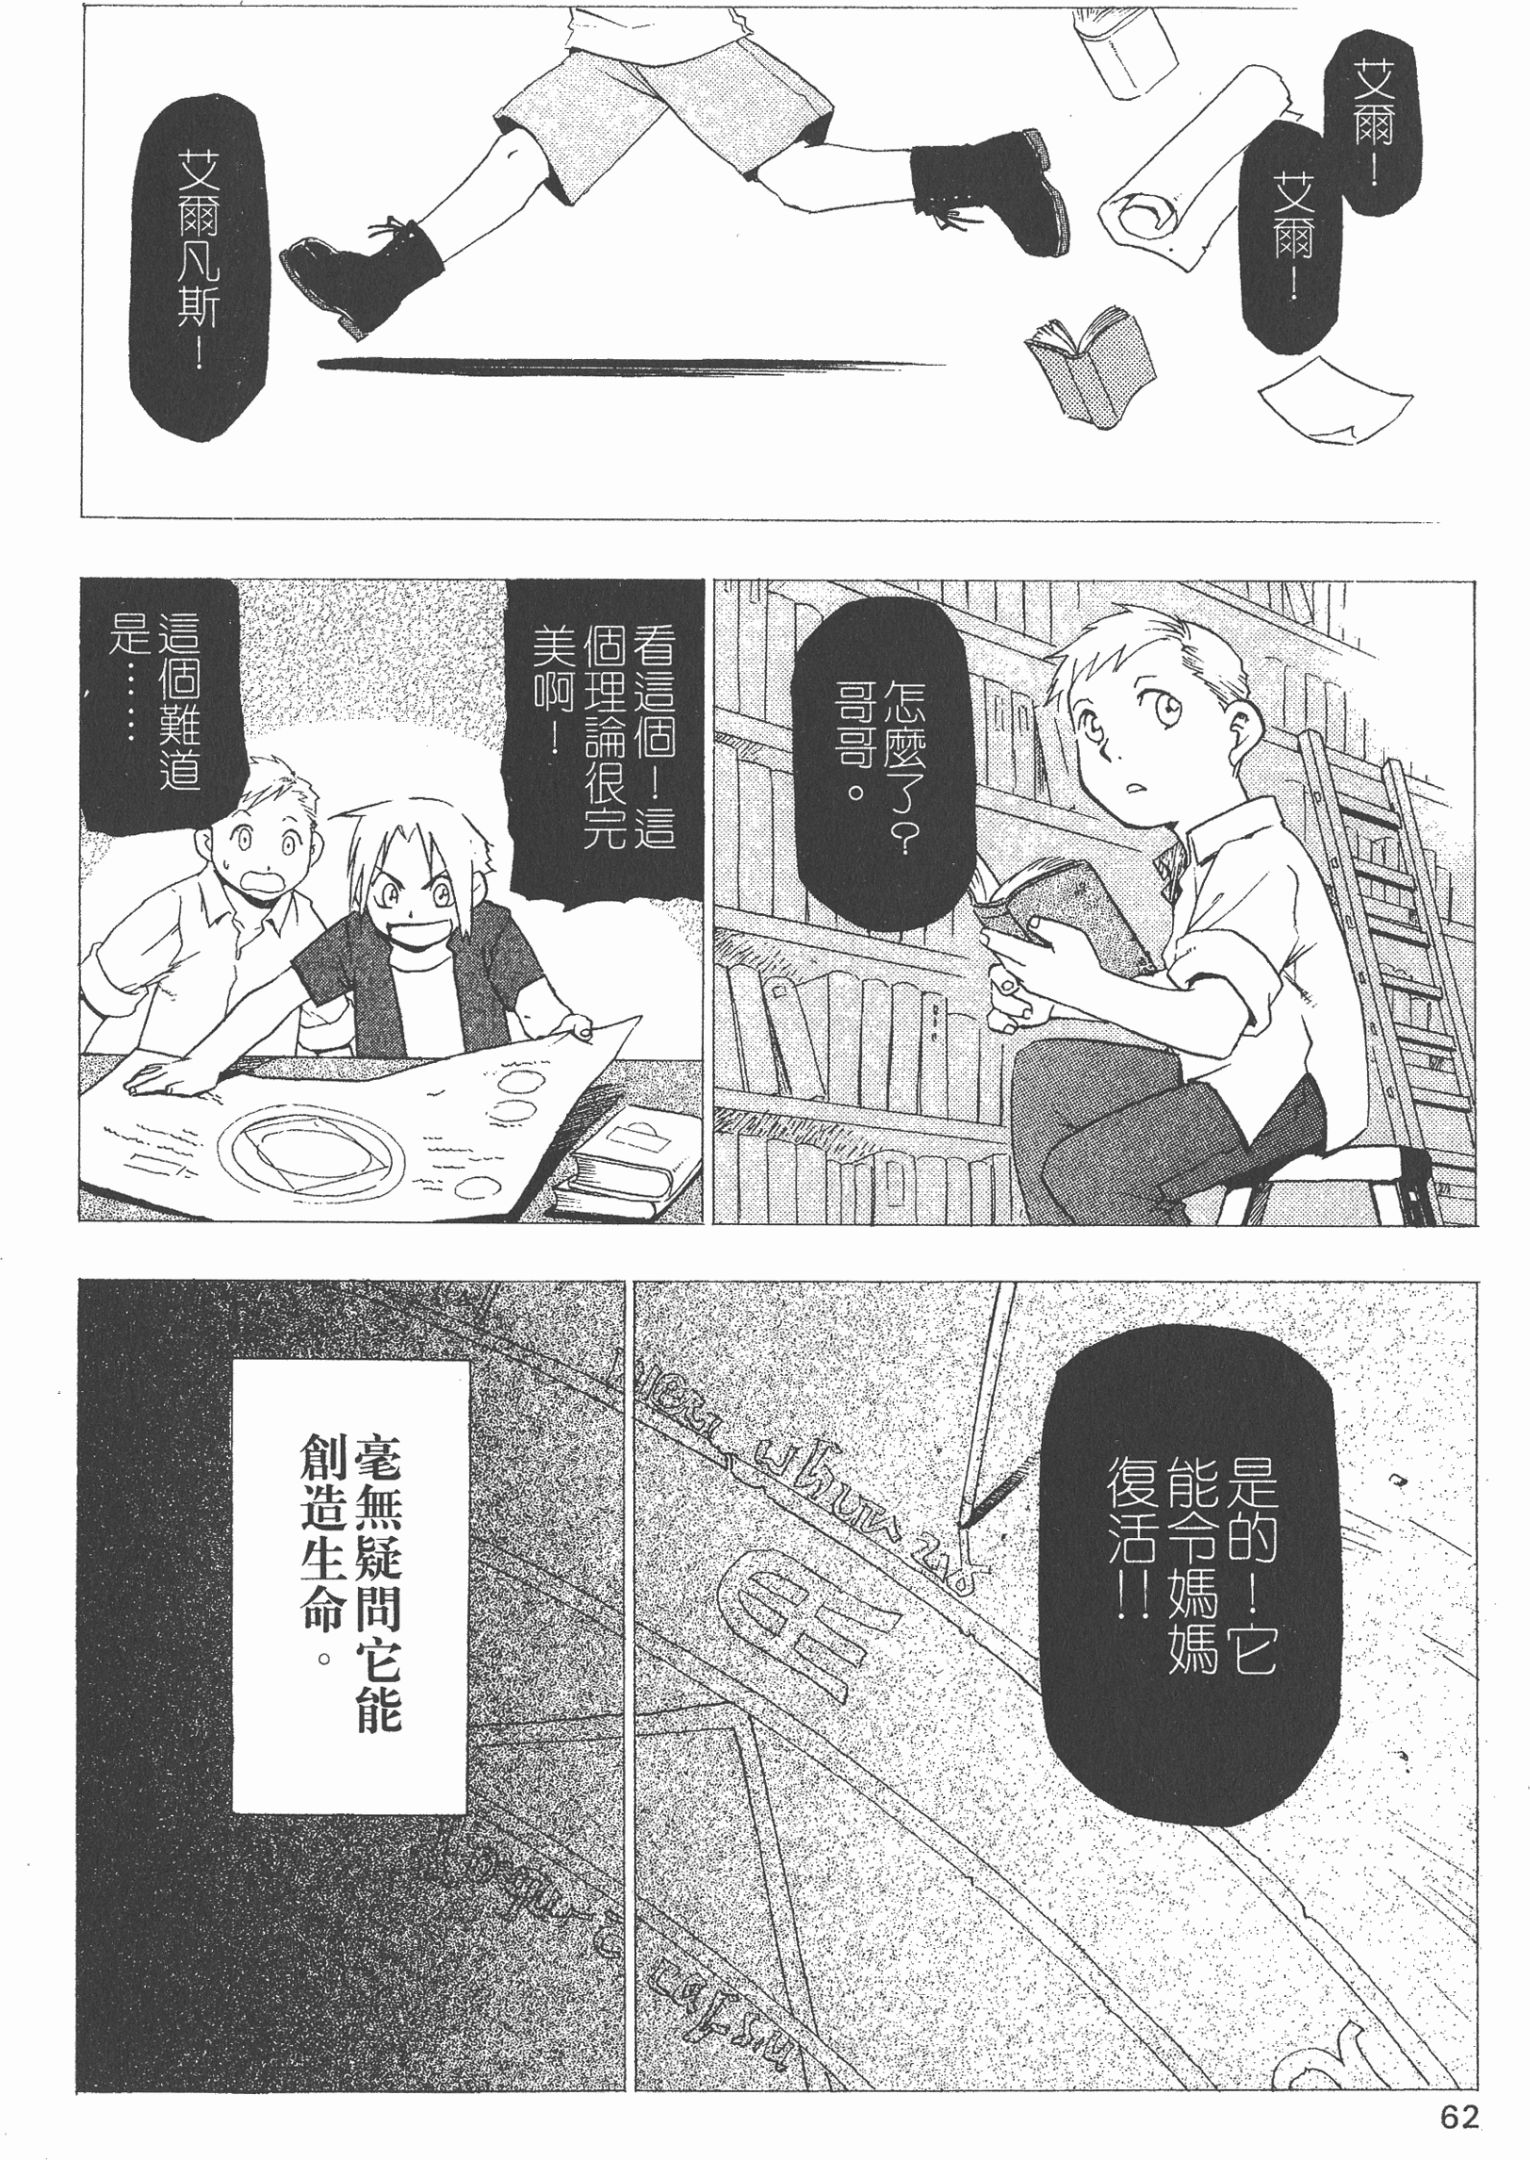 艾爾！
艾爾！
艾爾凡斯！
怎麼了？
哥哥。
看這個！這
個理論很完
美啊！
這個難道
是……
是的！它
能令媽媽
復活！！
毫無疑問它能
創造生命。
62